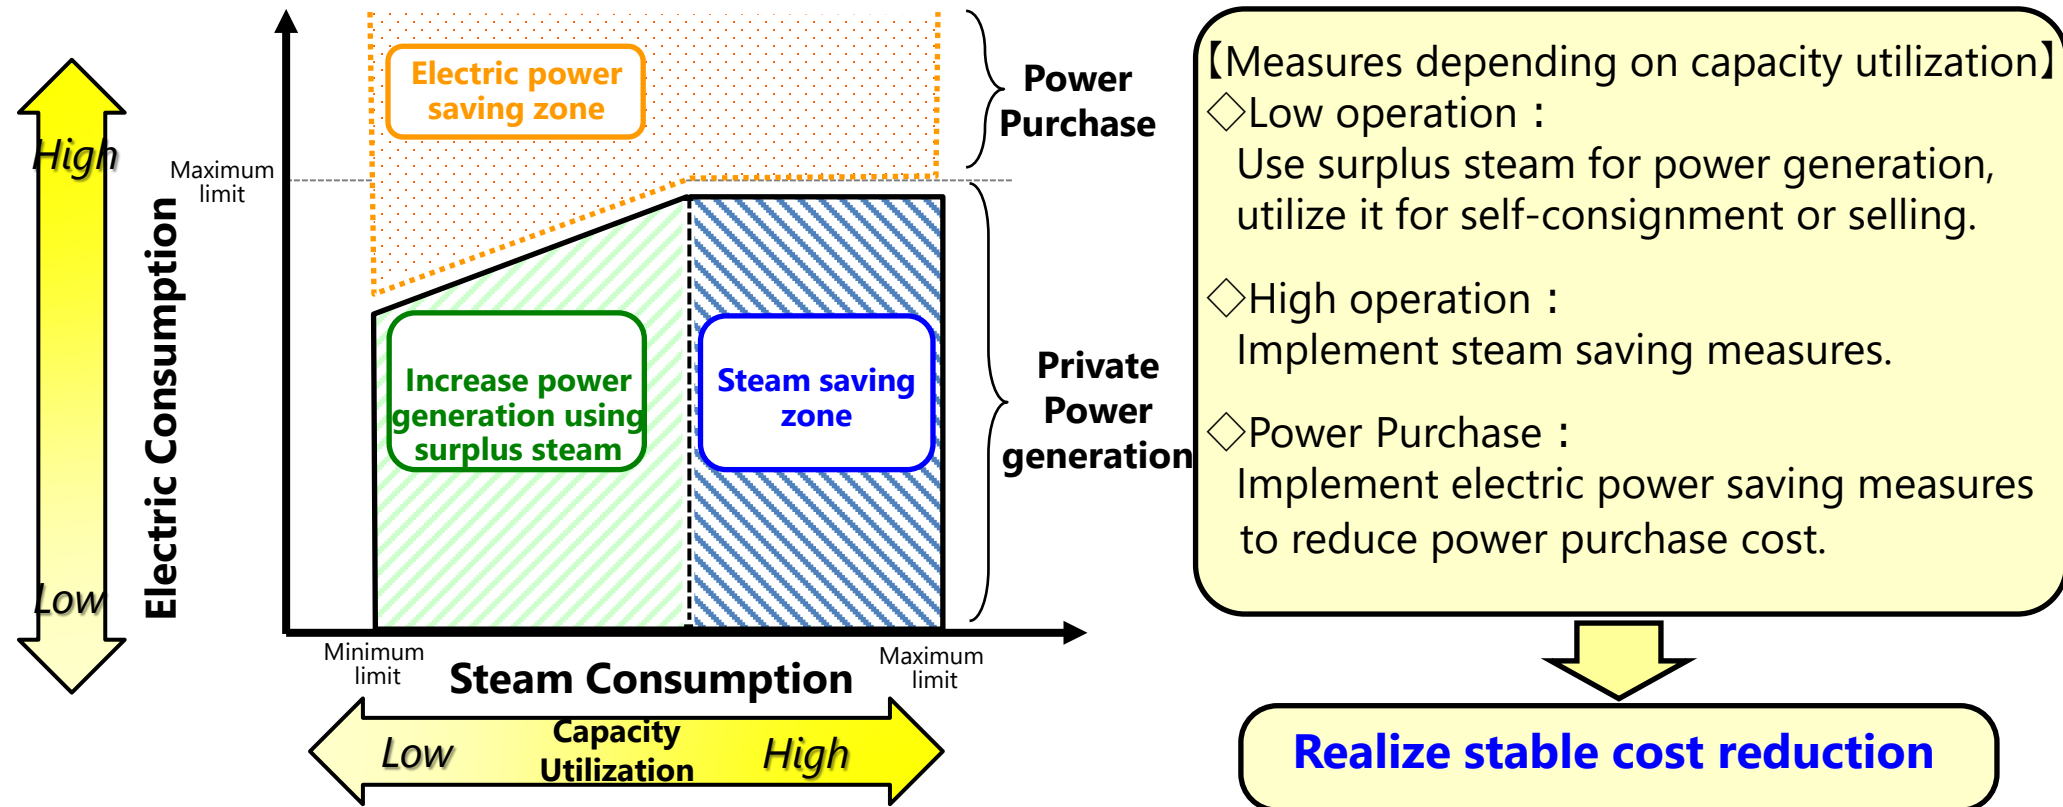 High
Low
Electric Consumption
Maximum
limit
Electric power
saving zone
Increase power
generation using
surplus steam
Steam saving
zone
Power
Purchase
Private
Power
generation
Minimum
limit
Steam Consumption
Maximum
limit
Low
Capacity
Utilization
High
【Measures depending on capacity utilization】
◇Low operation：
Use surplus steam for power generation,
utilize it for self-consignment or selling.
◇High operation：
Implement steam saving measures.
◇Power Purchase：
Implement electric power saving measures
to reduce power purchase cost.
Realize stable cost reduction